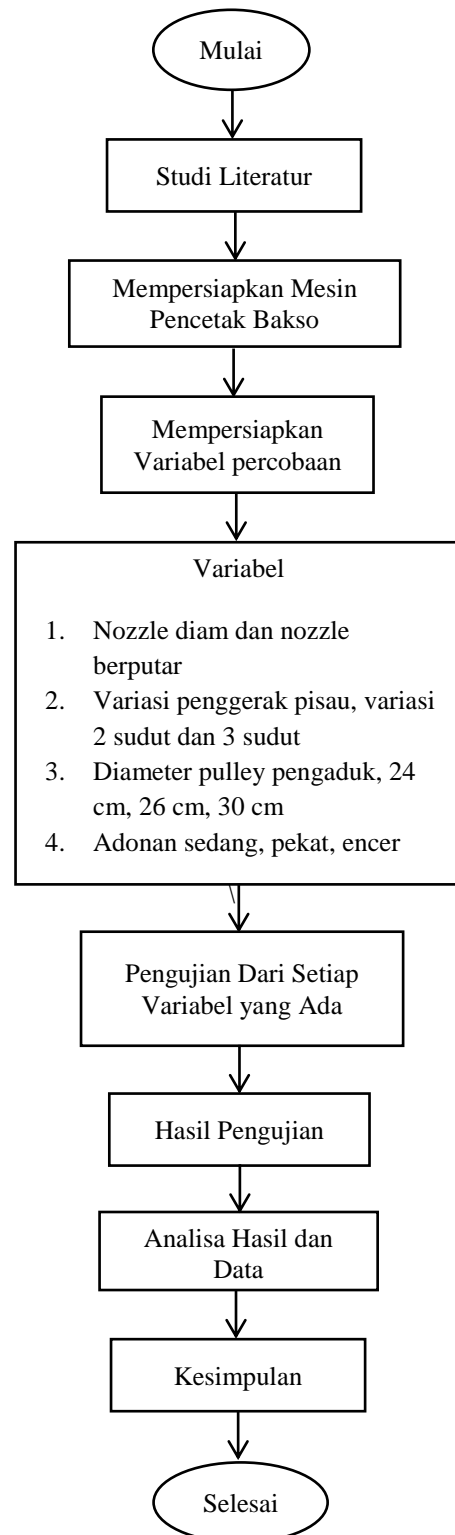 Mulai
Studi Literatur
Mempersiapkan Mesin
Pencetak Bakso
Mempersiapkan
Variabel percobaan
Variabel
1. Nozzle diam dan nozzle
berputar
2. Variasi penggerak pisau, variasi
2 sudut dan 3 sudut
3. Diameter pulley pengaduk, 24
cm, 26 cm, 30 cm
4. Adonan sedang, pekat, encer
Pengujian Dari Setiap
Variabel yang Ada
Hasil Pengujian
Analisa Hasil dan
Data
Kesimpulan
Selesai